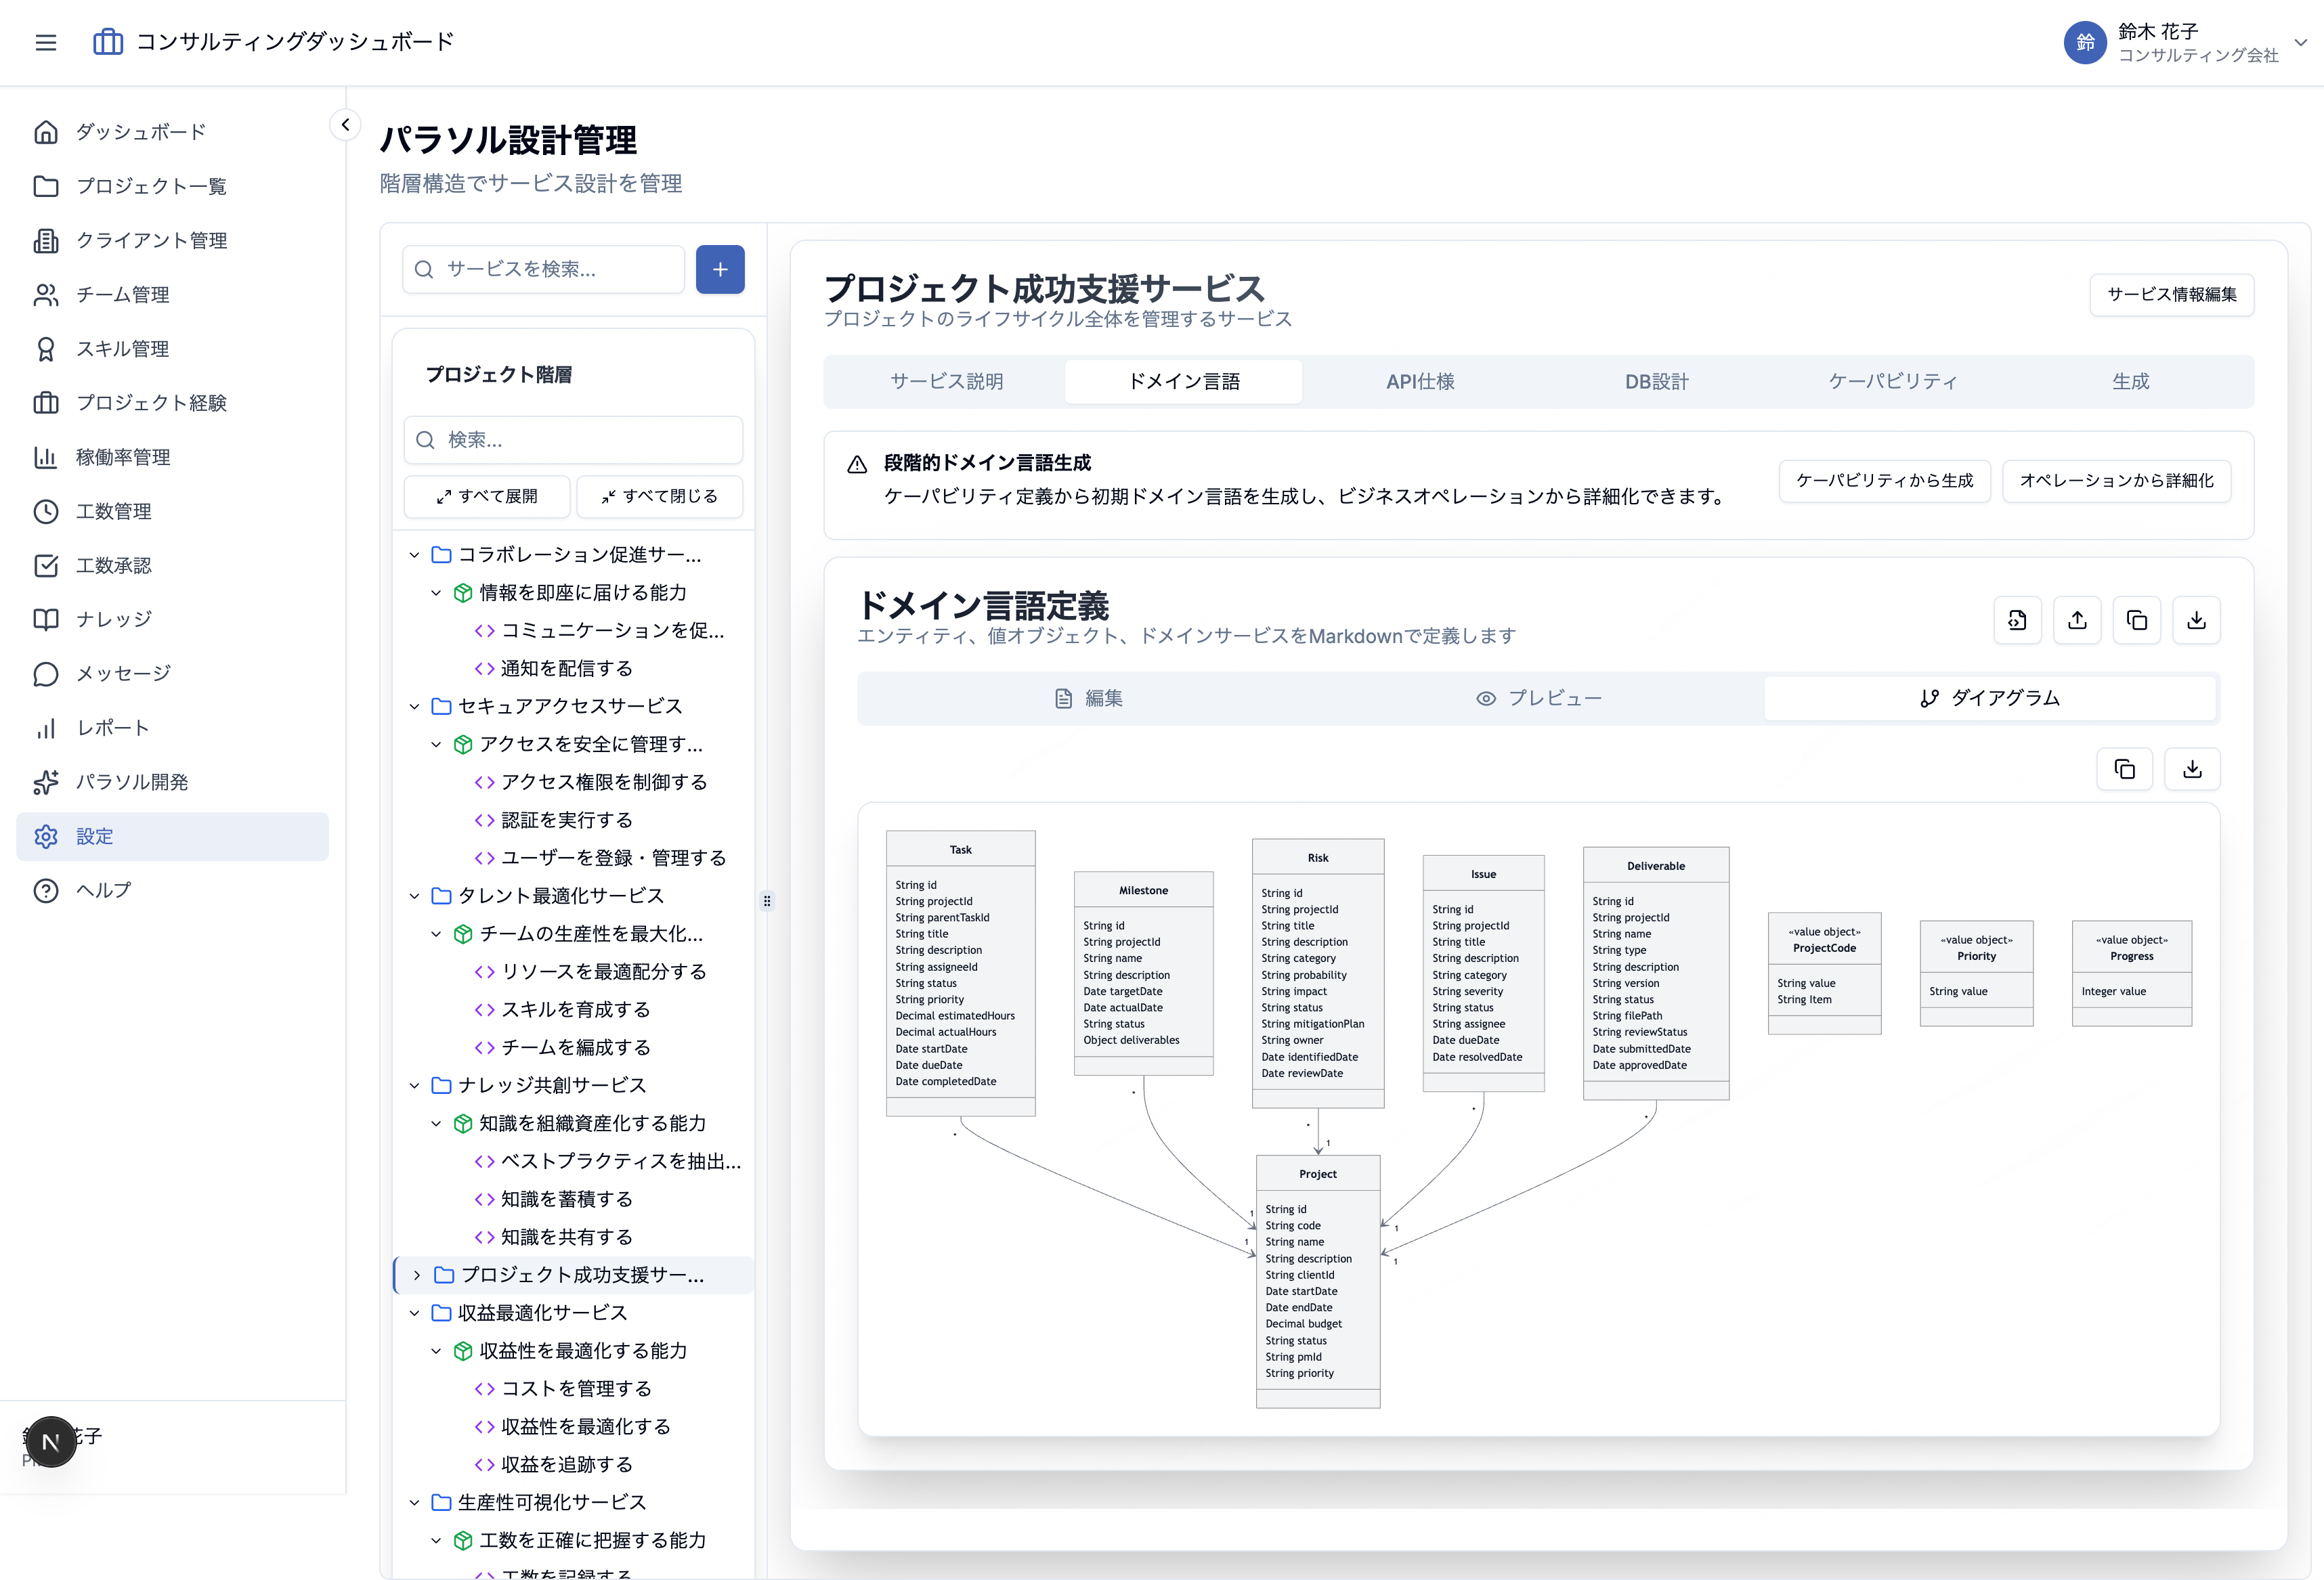 コンサルティングダッシュボード
鈴
鈴木 花子
コンサルティング会社
ダッシュボード
プロジェクト一覧
クライアント管理
チーム管理
スキル管理
プロジェクト経験
稼働率管理
工数管理
工数承認
ナレッジ
メッセージ
レポート
パラソル開発
設定
ヘルプ
花子
N
パラソル設計管理
階層構造でサービス設計を管理
サービスを検索...
プロジェクト階層
検索...
すべて展開
すべて閉じる
コラボレーション促進サー...
情報を即座に届ける能力
コミュニケーションを促...
通知を配信する
セキュアアクセスサービス
アクセスを安全に管理す...
アクセス権限を制御する
認証を実行する
ユーザーを登録・管理する
タレント最適化サービス
チームの生産性を最大化...
リソースを最適配分する
スキルを育成する
チームを編成する
ナレッジ共創サービス
知識を組織資産化する能力
ベストプラクティスを抽出...
知識を蓄積する
知識を共有する
プロジェクト成功支援サー...
収益最適化サービス
収益性を最適化する能力
コストを管理する
収益性を最適化する
収益を追跡する
生産性可視化サービス
工数を正確に把握する能力
工数を記録する
プロジェクト成功支援サービス
プロジェクトのライフサイクル全体を管理するサービス
サービス情報編集
サービス説明
ドメイン言語
API仕様
DB設計
ケーパビリティ
生成
段階的ドメイン言語生成
ケーパビリティ定義から初期ドメイン言語を生成し、ビジネスオペレーションから詳細化できます。
ケーパビリティから生成
オペレーションから詳細化
ドメイン言語定義
エンティティ、値オブジェクト、ドメインサービスをMarkdownで定義します
編集
プレビュー
ダイアグラム
Task
String id
String projectId
String parentTaskId
String title
String description
String assigneeId
String status
String priority
Decimal estimatedHours
Decimal actualHours
Date startDate
Date dueDate
Date completedDate
Milestone
String id
String projectId
String name
String description
Date targetDate
Date actualDate
String status
Object deliverables
Risk
String id
String projectId
String title
String description
String category
String probability
String impact
String status
String mitigationPlan
String owner
Date identifiedDate
Date reviewDate
Issue
String id
String projectId
String title
String description
String category
String severity
String status
String assignee
Date dueDate
Date resolvedDate
Deliverable
String id
String projectId
String name
String type
String description
String version
String status
String filePath
String reviewStatus
Date submittedDate
Date approvedDate
«value object»
ProjectCode
String value
String Item
«value object»
Priority
String value
«value object»
Progress
Integer value
*
*
*
*
*
1
1
1
1
1
Project
String id
String code
String name
String description
String clientId
Date startDate
Date endDate
Decimal budget
String status
String pmId
String priority